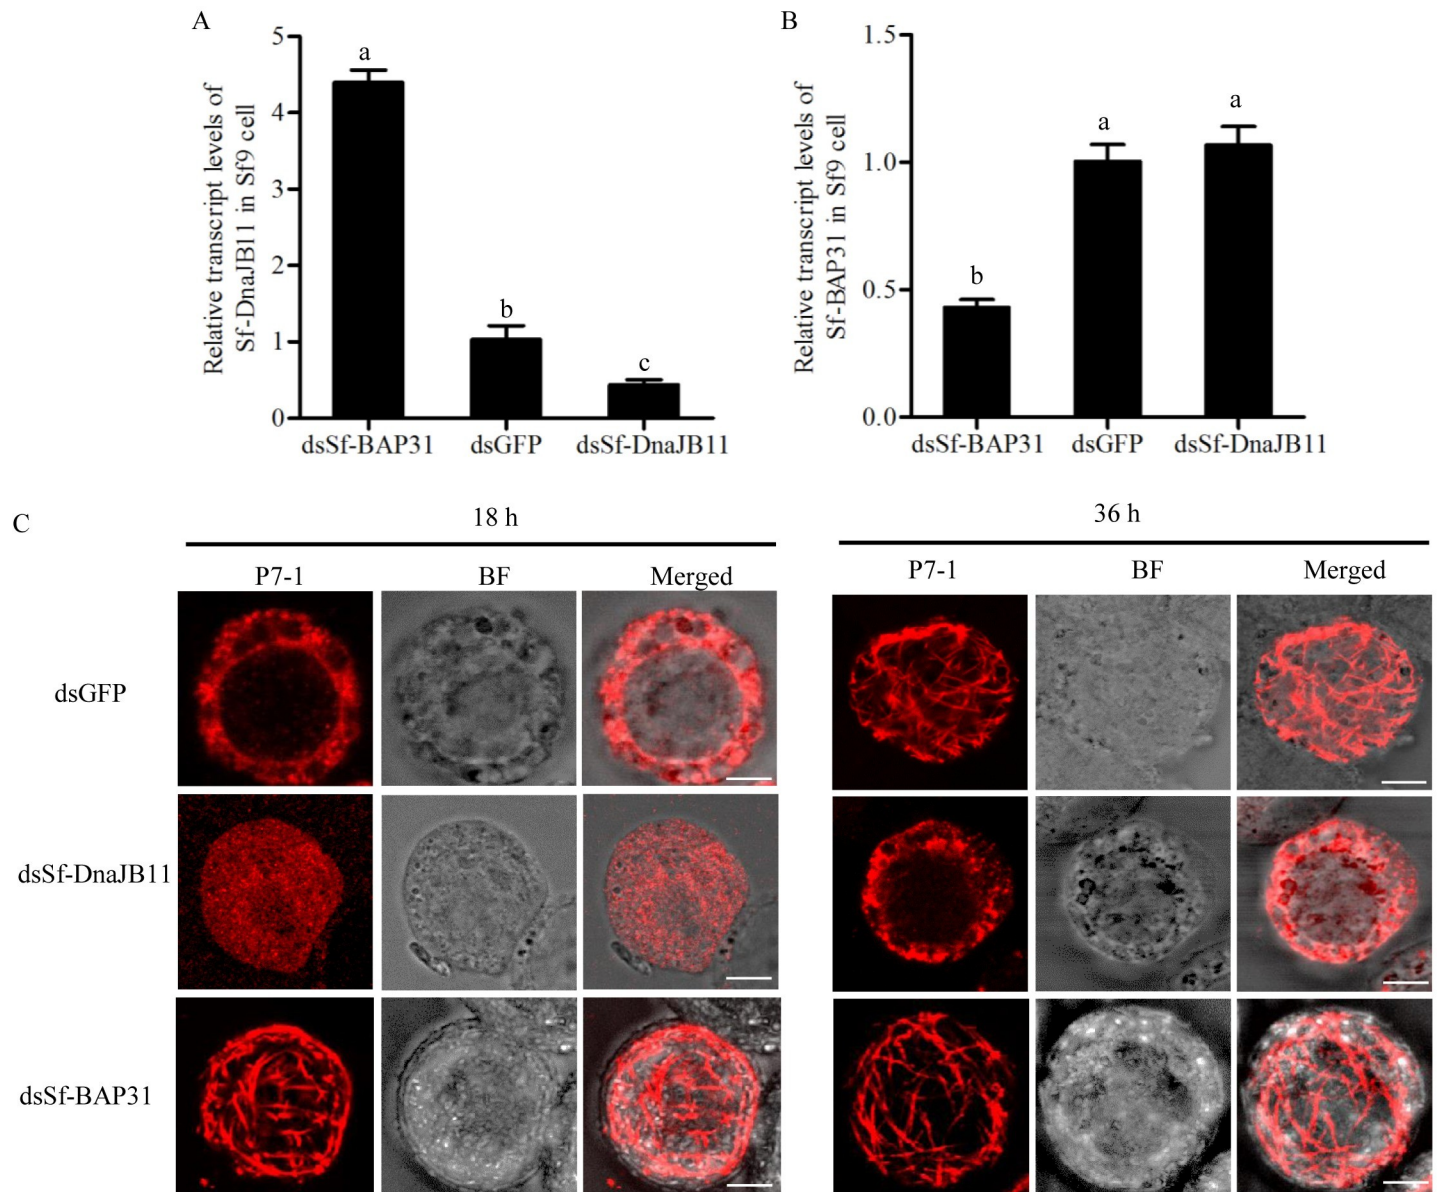 A
Relative transcript levels of
Sf-DnaJB11 in Sf9 cell
5
4
3
2
1
0
a
b
c
dsSf-BAP31 dsGFP dsSf-DnaJB11
B
Relative transcript levels of
Sf-BAP31 in Sf9 cell
1.5
1.0
0.5
0.0
b
a
a
dsSf-BAP31 dsGFP dsSf-DnaJB11
C
18 h
36 h
P7-1 BF Merged
P7-1 BF Merged
dsGFP
dsSf-DnaJB11
dsSf-BAP31